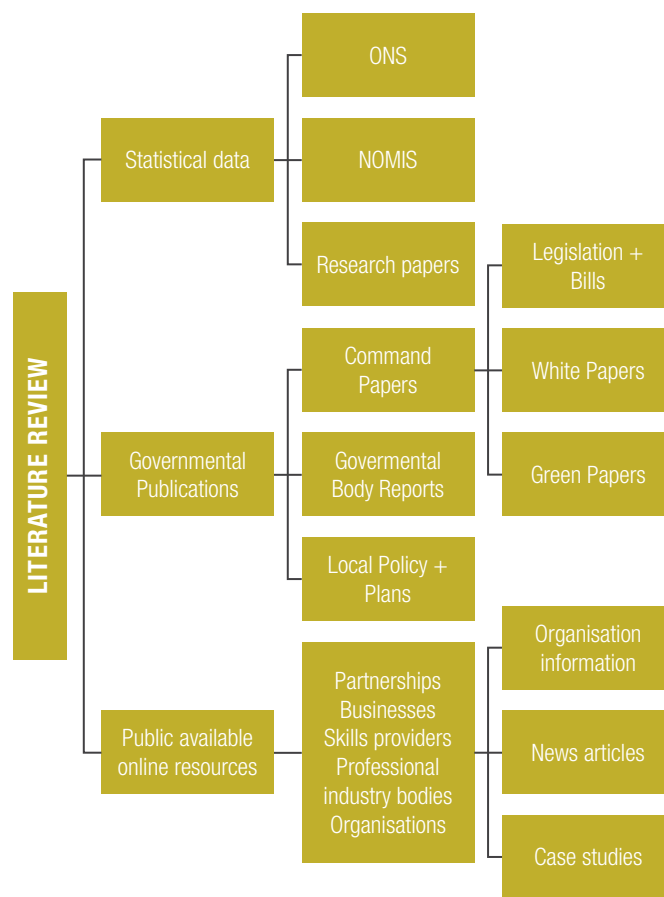 LITERATURE REVIEW
Statistical data
ONS
NOMIS
Research papers
Governmental
Publications
Command
Papers
Legislation +
Bills
White Papers
Green Papers
Govermental
Body Reports
Local Policy +
Plans
Public available
online resources
Partnerships
Businesses
Skills providers
Professional
industry bodies
Organisations
Organisation
information
News articles
Case studies